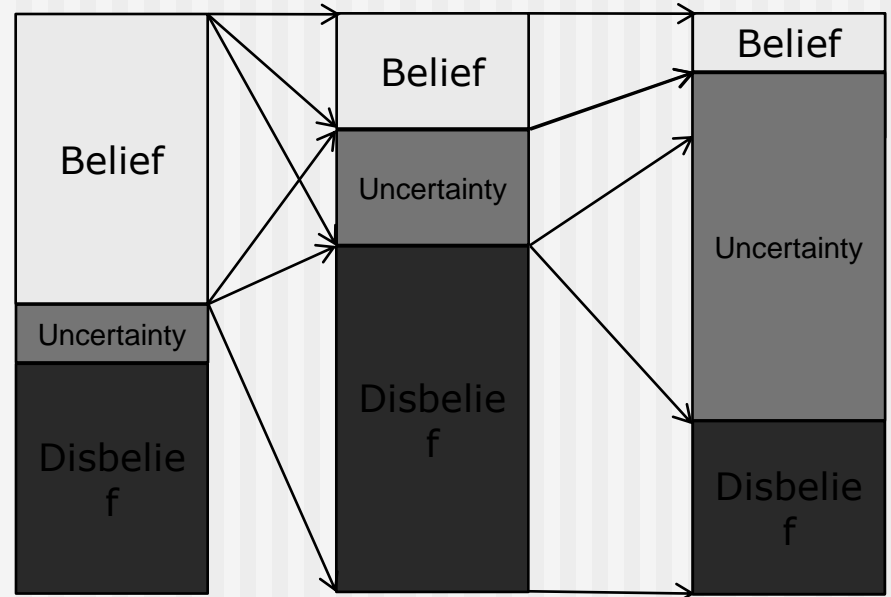 Belief
Uncertainty
Disbelie
f
Belief
Uncertainty
Disbelie
f
Belief
Uncertainty
Disbelie
f